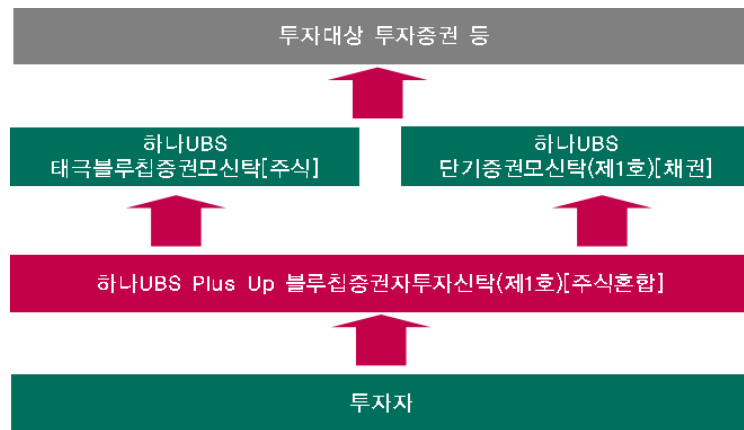 투자대상 투자증권 등
하나UBS
태극블루칩증권모신탁[주식]
하나UBS
단기증권모신탁(제1호)[채권]
하나UBS Plus Up 블루칩증권자투자신탁(제1호)[주식혼합]
투자자